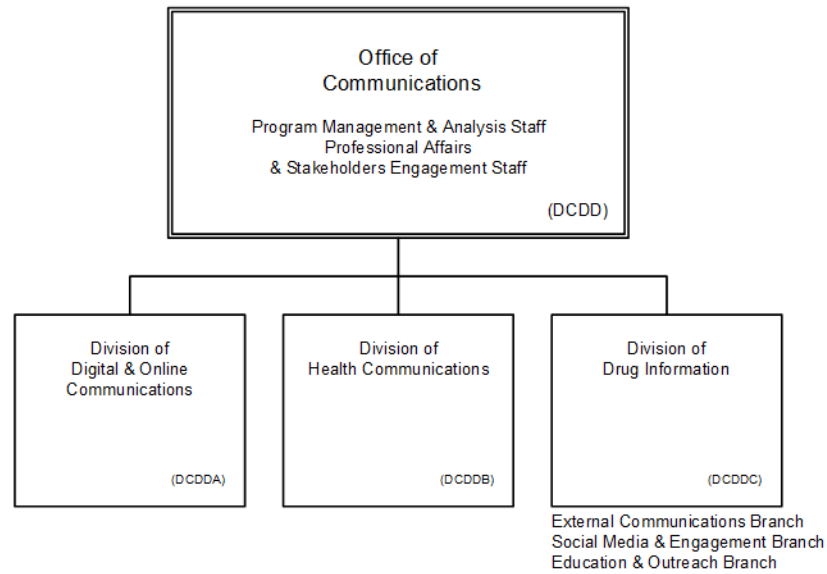 Office of
Communications
Program Management & Analysis Staff
Professional Affairs
& Stakeholders Engagement Staff
(DCDD)
Division of
Digital & Online
Communications
(DCDDA)
Division of
Health Communications
(DCDDB)
Division of
Drug Information
(DCDDC)
External Communications Branch
Social Media & Engagement Branch
Education & Outreach Branch